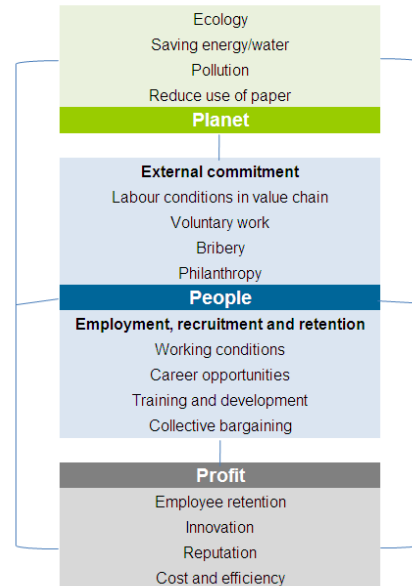 Ecology
Saving energy/water
Pollution
Reduce use of paper
Planet
External commitment
Labour conditions in value chain
Voluntary work
Bribery
Philanthropy
People
Employment, recruitment and retention
Working conditions
Career opportunities
Training and development
Collective bargaining
Profit
Employee retention
Innovation
Reputation
Cost and efficiency